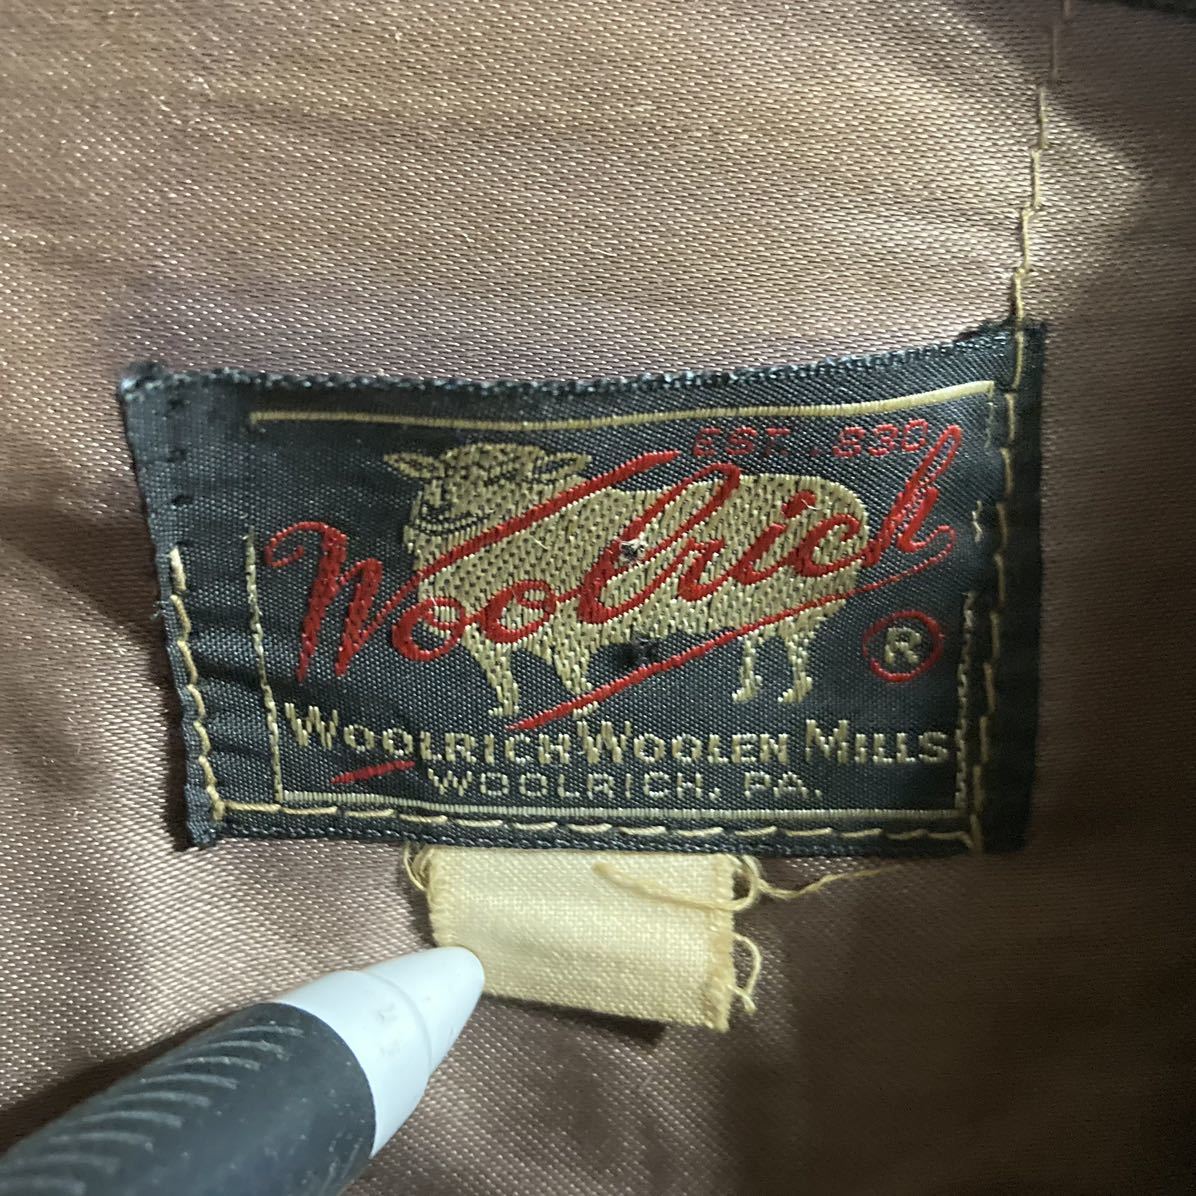 EST. 1830
Woolrich
®
WOOLRICH WOOLEN MILLS
WOOLRICH, PA.